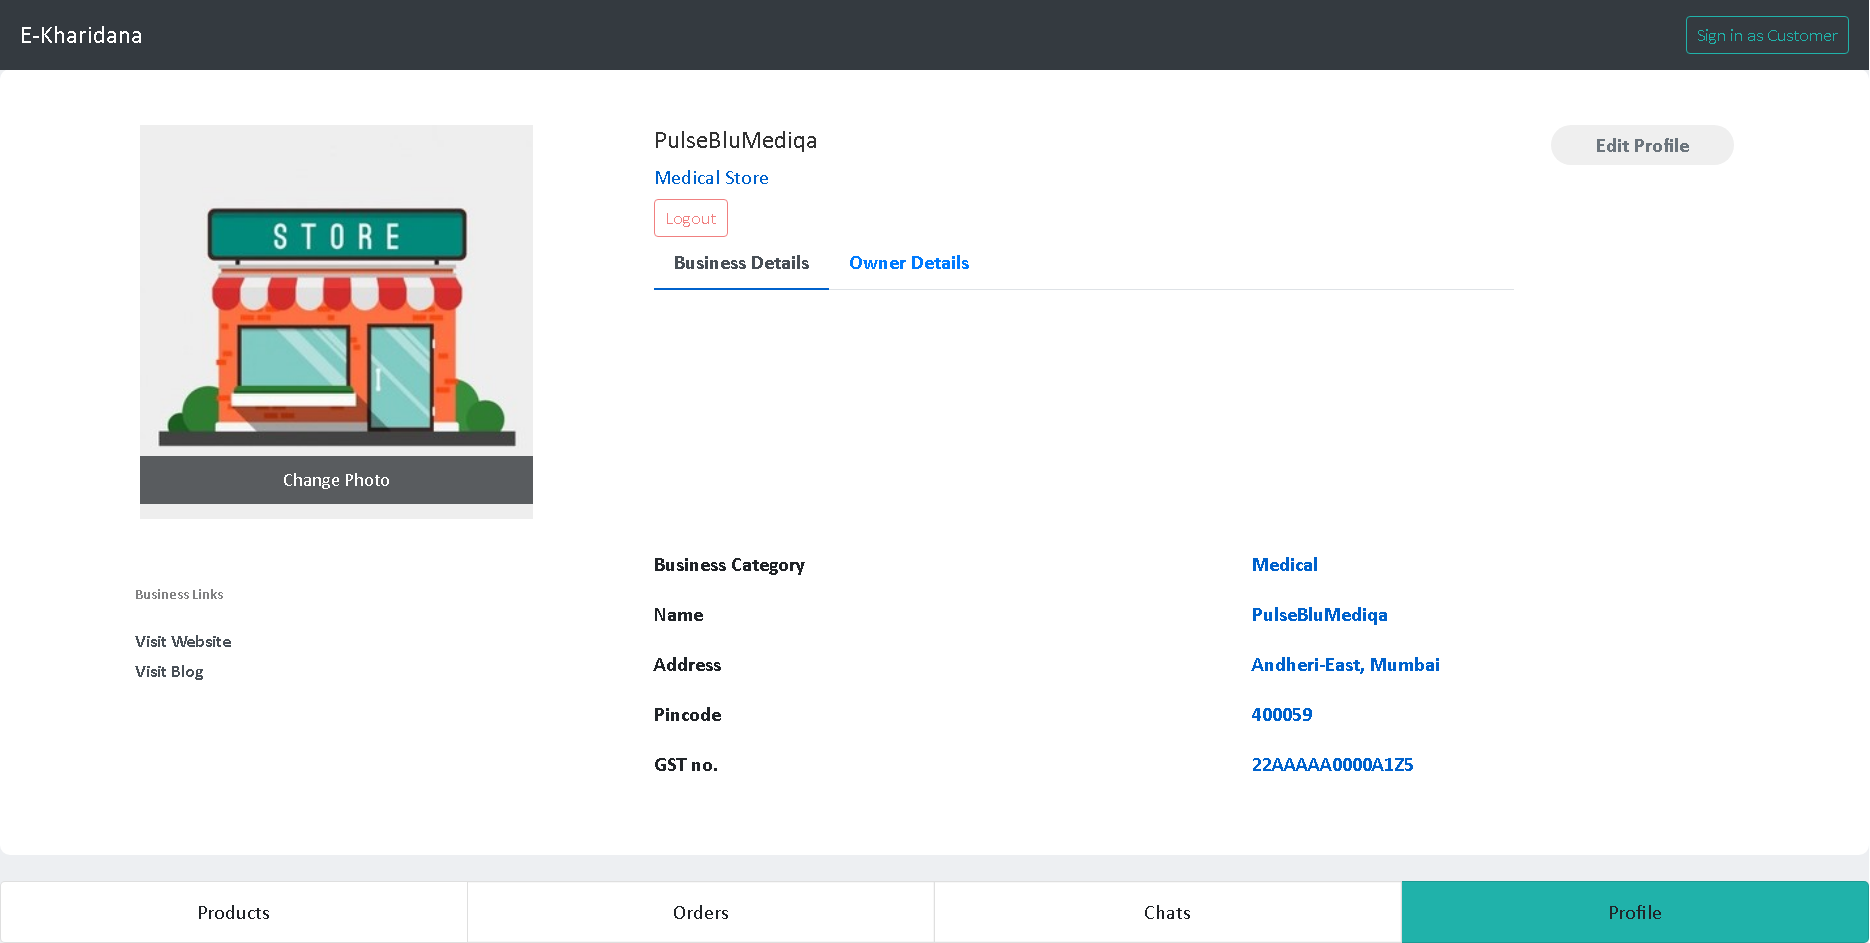 E-Kharidana
Sign in as Customer
STORE
Change Photo
Business Links
Visit Website
Visit Blog
PulseBluMediqa
Medical Store
Logout
Edit Profile
Business Details Owner Details
Business Category Medical
Name PulseBluMediqa
Address Andheri-East, Mumbai
Pincode 400059
GST no. 22AAAAA0000A1Z5
Products Orders Chats Profile